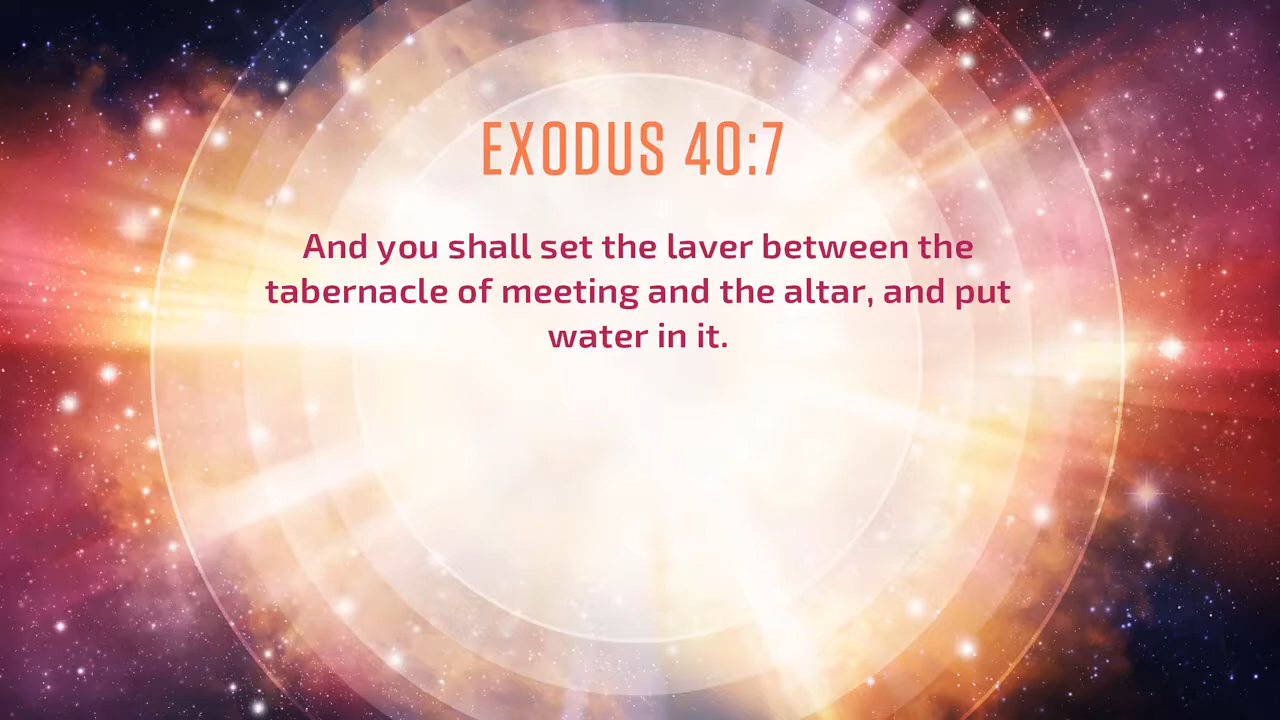 EXODUS 40:7
And you shall set the laver between the
tabernacle of meeting and the altar, and put
water in it.